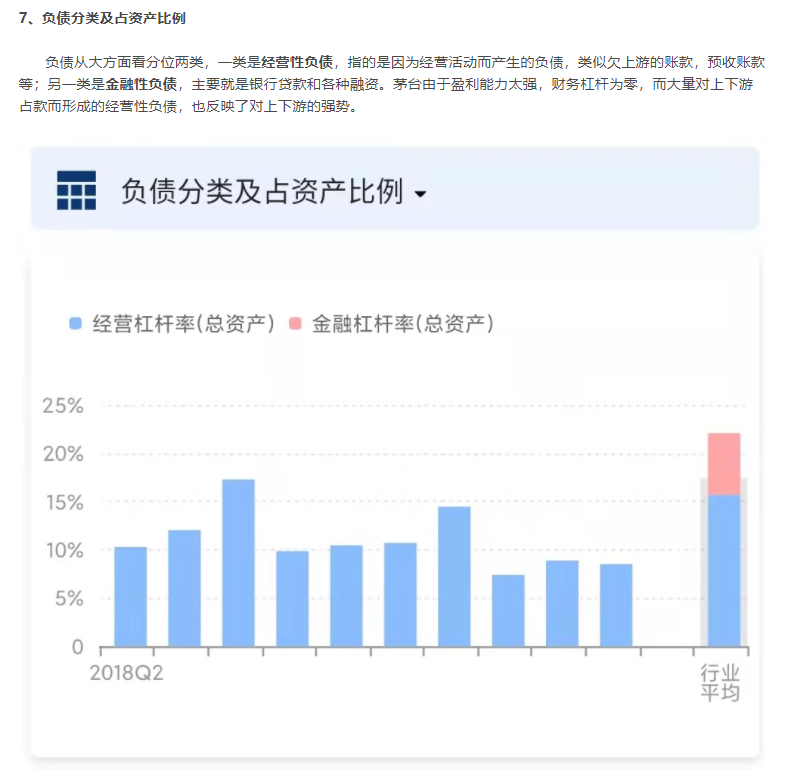 7、负债分类及占资产比例
负债从大方面看分位两类，一类是经营性负债，指的是因为经营活动而产生的负债，类似欠上游的账款，预收账款
等；另一类是金融性负债，主要就是银行贷款和各种融资。茅台由于盈利能力太强，财务杠杆为零，而大量对上下游
占款而形成的经营性负债，也反映了对上下游的强势。
负债分类及占资产比例
经营杠杆率(总资产) 金融杠杆率(总资产)
25%
20%
15%
10%
5%
0
2018Q2 行业
平均